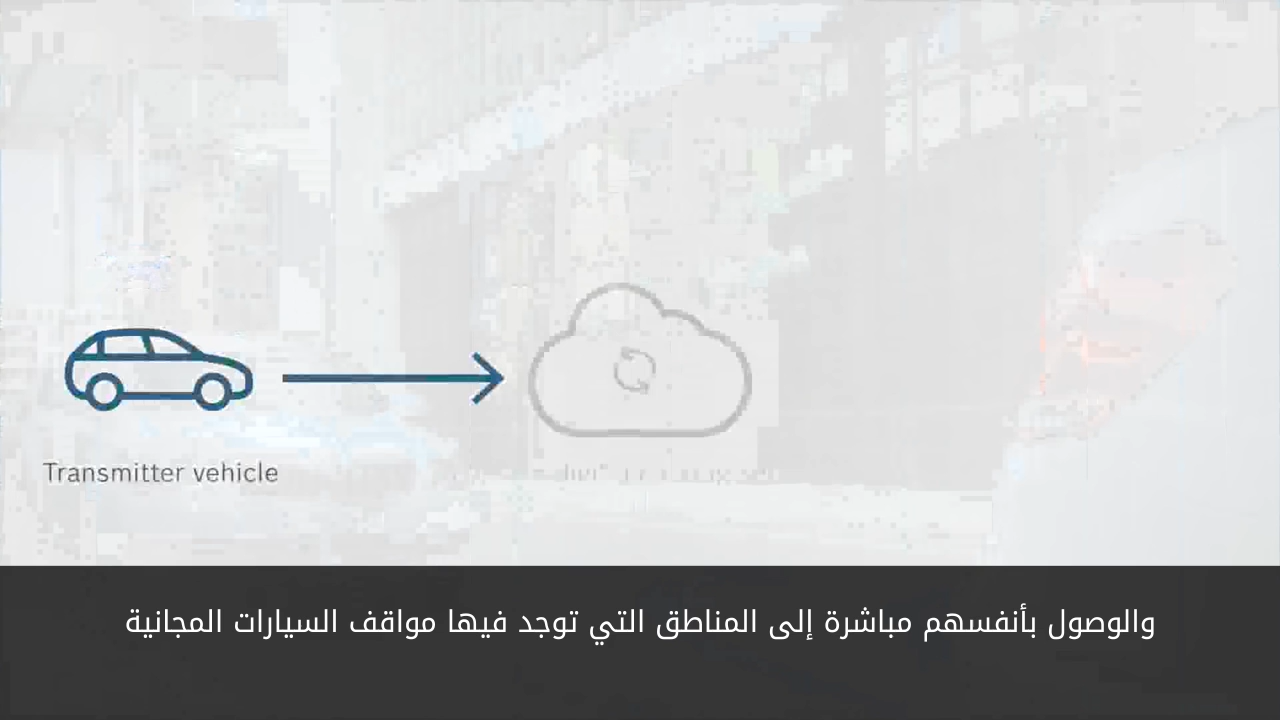 Transmitter vehicle
والوصول بأنفسهم مباشرة إلى المناطق التي توجد فيها مواقف السيارات المجانية